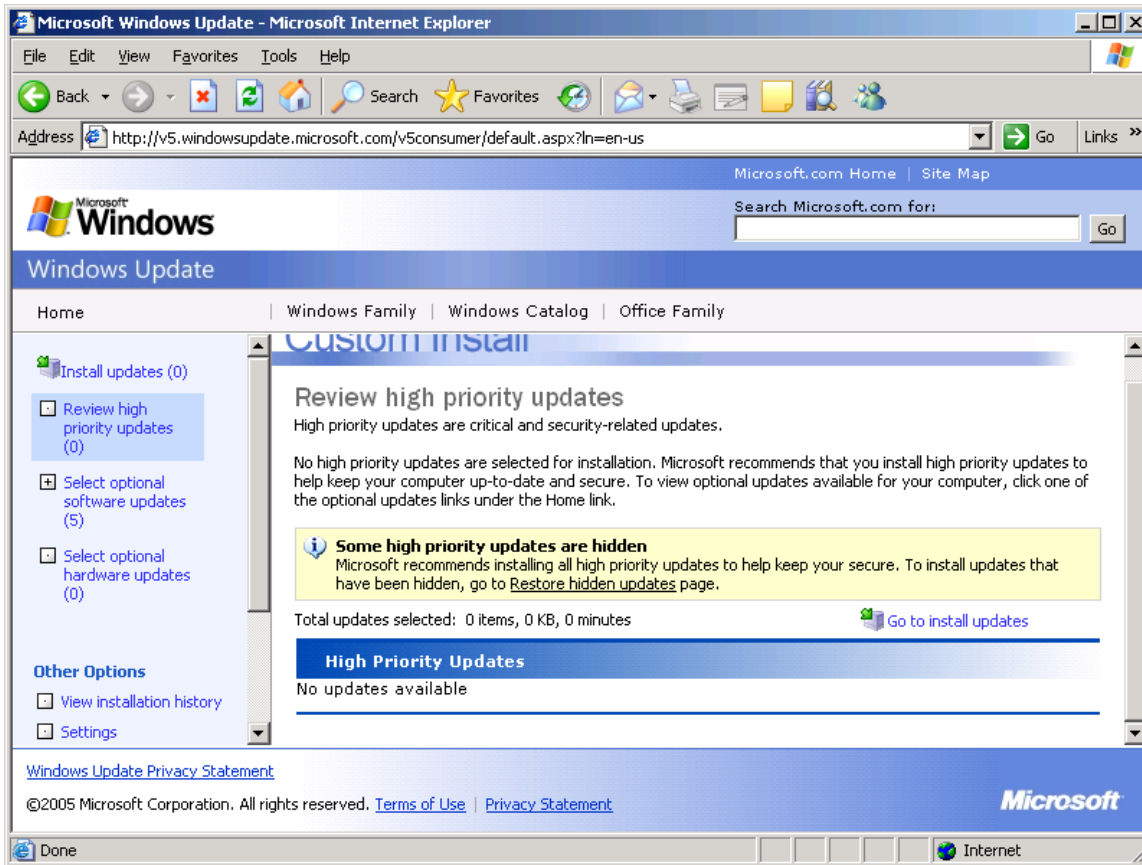 Microsoft Windows Update - Microsoft Internet Explorer
File Edit View Favorites Tools Help
Back Search Favorites
Address http://v5.windowsupdate.microsoft.com/v5consumer/default.aspx?ln=en-us Go Links »
Microsoft.com Home | Site Map
Microsoft
Windows
Search Microsoft.com for:
Go
Windows Update
Home | Windows Family | Windows Catalog | Office Family
Install updates (0)
Review high
priority updates
(0)
Select optional
software updates
(5)
Select optional
hardware updates
(0)
Other Options
View installation history
Settings
Custom Install
Review high priority updates
High priority updates are critical and security-related updates.
No high priority updates are selected for installation. Microsoft recommends that you install high priority updates to
help keep your computer up-to-date and secure. To view optional updates available for your computer, click one of
the optional updates links under the Home link.
Some high priority updates are hidden
Microsoft recommends installing all high priority updates to help keep your secure. To install updates that
have been hidden, go to Restore hidden updates page.
Total updates selected: 0 items, 0 KB, 0 minutes
Go to install updates
High Priority Updates
No updates available
Windows Update Privacy Statement
©2005 Microsoft Corporation. All rights reserved. Terms of Use | Privacy Statement
Microsoft
Done
Internet